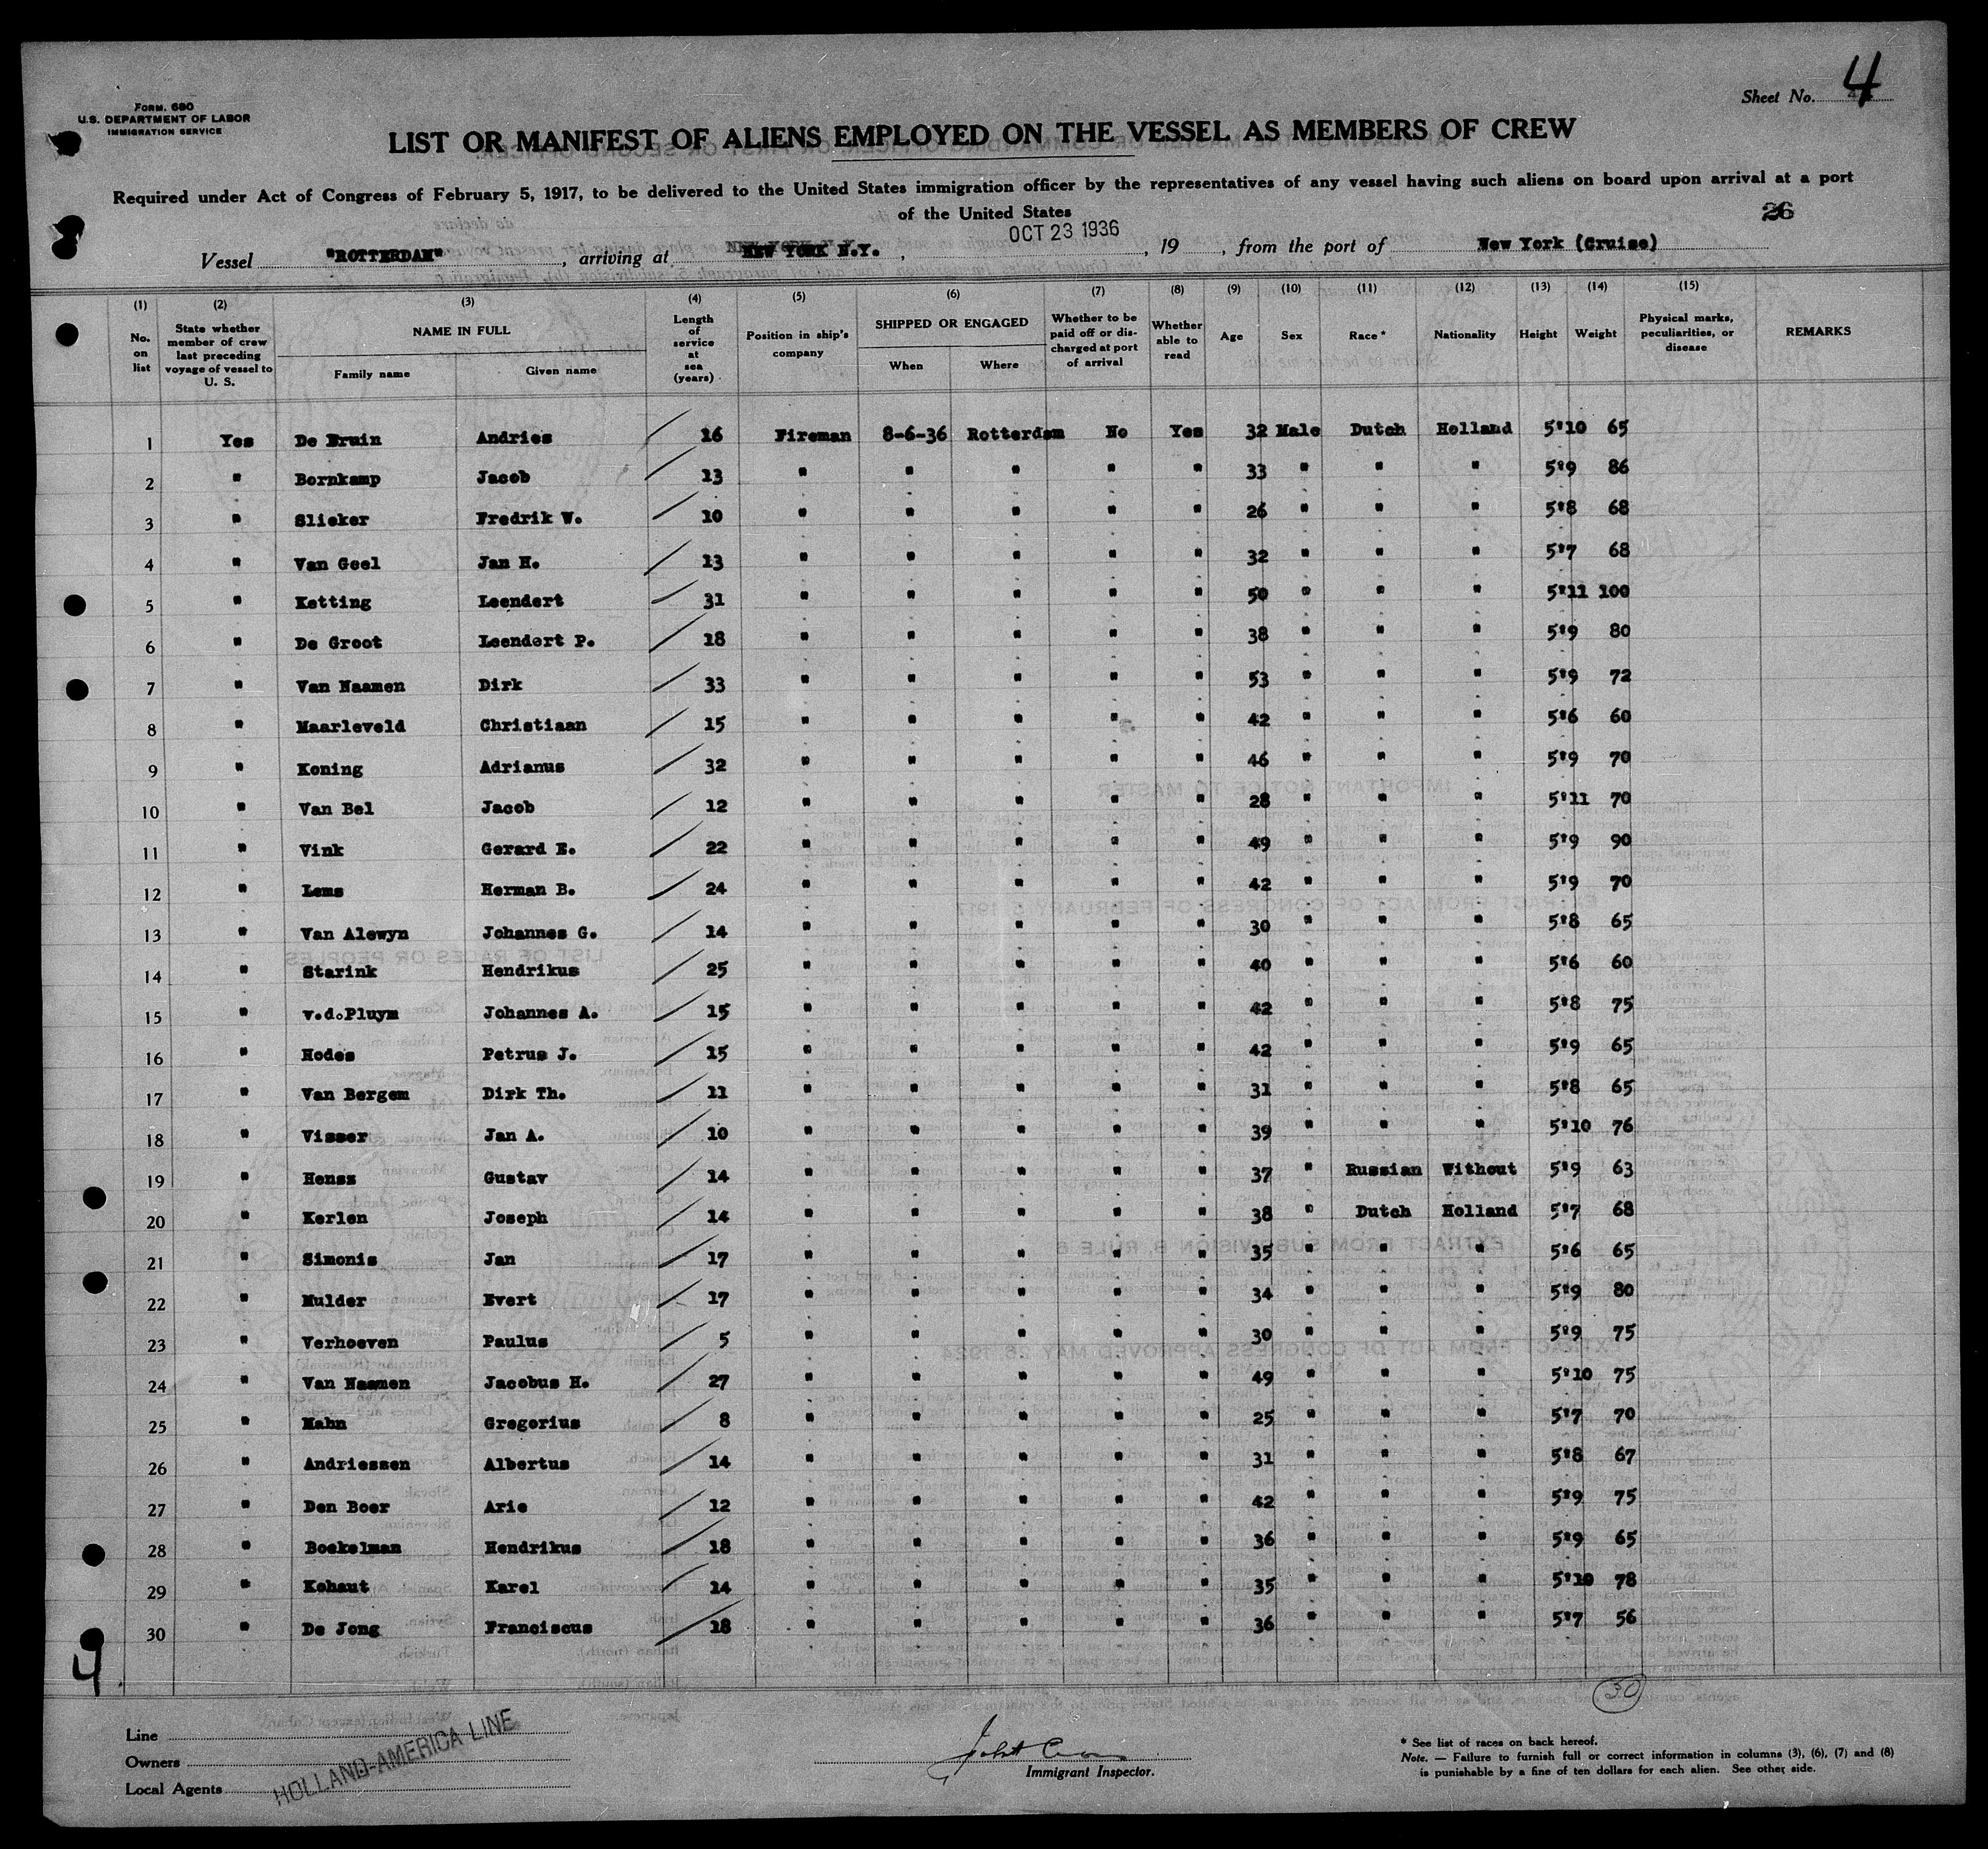 FORM. 680
U.S. DEPARTMENT OF LABOR
IMMIGRATION SERVICE
Sheet No. 4
LIST OR MANIFEST OF ALIENS EMPLOYED ON THE VESSEL AS MEMBERS OF CREW
Required under Act of Congress of February 5, 1917, to be delivered to the United States immigration officer by the representatives of any vessel having such aliens on board upon arrival at a port
of the United States
26
Vessel "ROTTERDAM", arriving at NEW YORK N.Y., OCT 23 1936, 19 , from the port of New York (Cruise)
(1) (2) (3) (4) (5) (6) (7) (8) (9) (10) (11) (12) (13) (14) (15)
No. on list | State whether member of crew last preceding voyage of vessel to U. S. | NAME IN FULL Family name Given name | Length of service at sea (years) | Position in ship's company | SHIPPED OR ENGAGED When Where | Whether to be paid off or discharged at port of arrival | Whether able to read | Age | Sex | Race * | Nationality | Height | Weight | Physical marks, peculiarities, or disease | REMARKS
1 Yes De Bruin Andries 16 Fireman 8-6-36 Rotterdam No Yes 32 Male Dutch Holland 5'10 65
2 " Bornkamp Jacob 13 " " " " " 33 " " " 5'9 86
3 " Slieker Fredrik W. 10 " " " " " 26 " " " 5'8 68
4 " Van Geel Jan H. 13 " " " " " 32 " " " 5'7 68
5 " Ketting Leendert 31 " " " " " 50 " " " 5'11 100
6 " De Groot Leendert P. 18 " " " " " 38 " " " 5'9 80
7 " Van Naamen Dirk 33 " " " " " 53 " " " 5'9 72
8 " Maarleveld Christiaan 15 " " " " " 42 " " " 5'6 60
9 " Koning Adrianus 32 " " " " " 46 " " " 5'9 70
10 " Van Bel Jacob 12 " " " " " 28 " " " 5'11 70
11 " Vink Gerard E. 22 " " " " " 49 " " " 5'9 90
12 " Lems Herman B. 24 " " " " " 42 " " " 5'9 70
13 " Van Alewyn Johannes G. 14 " " " " " 30 " " " 5'8 65
14 " Starink Hendrikus 25 " " " " " 40 " " " 5'6 60
15 " v.d.Pluym Johannes A. 15 " " " " " 42 " " " 5'8 75
16 " Hodes Petrus J. 15 " " " " " 42 " " " 5'9 65
17 " Van Bergem Dirk Th. 11 " " " " " 31 " " " 5'8 65
18 " Visser Jan A. 10 " " " " " 39 " " " 5'10 76
19 " Henss Gustav 14 " " " " " 37 " Russian Without 5'9 63
20 " Kerlen Joseph 14 " " " " " 38 " Dutch Holland 5'7 68
21 " Simonis Jan 17 " " " " " 35 " " " 5'6 65
22 " Mulder Evert 17 " " " " " 34 " " " 5'9 80
23 " Verhoeven Paulus 5 " " " " " 30 " " " 5'9 75
24 " Van Naamen Jacobus H. 27 " " " " " 49 " " " 5'10 75
25 " Mahn Gregorius 8 " " " " " 25 " " " 5'7 70
26 " Andriessen Albertus 14 " " " " " 31 " " " 5'8 67
27 " Den Boer Arie 12 " " " " " 42 " " " 5'9 75
28 " Boekelman Hendrikus 18 " " " " " 36 " " " 5'9 65
29 " Kohaut Karel 14 " " " " " 35 " " " 5'10 78
30 " De Jong Franciscus 18 " " " " " 36 " " " 5'7 56
4
30
Line
Owners
Local Agents
HOLLAND-AMERICA LINE
Immigrant Inspector.
* See list of races on back hereof.
Note. — Failure to furnish full or correct information in columns (3), (6), (7) and (8)
is punishable by a fine of ten dollars for each alien. See other side.